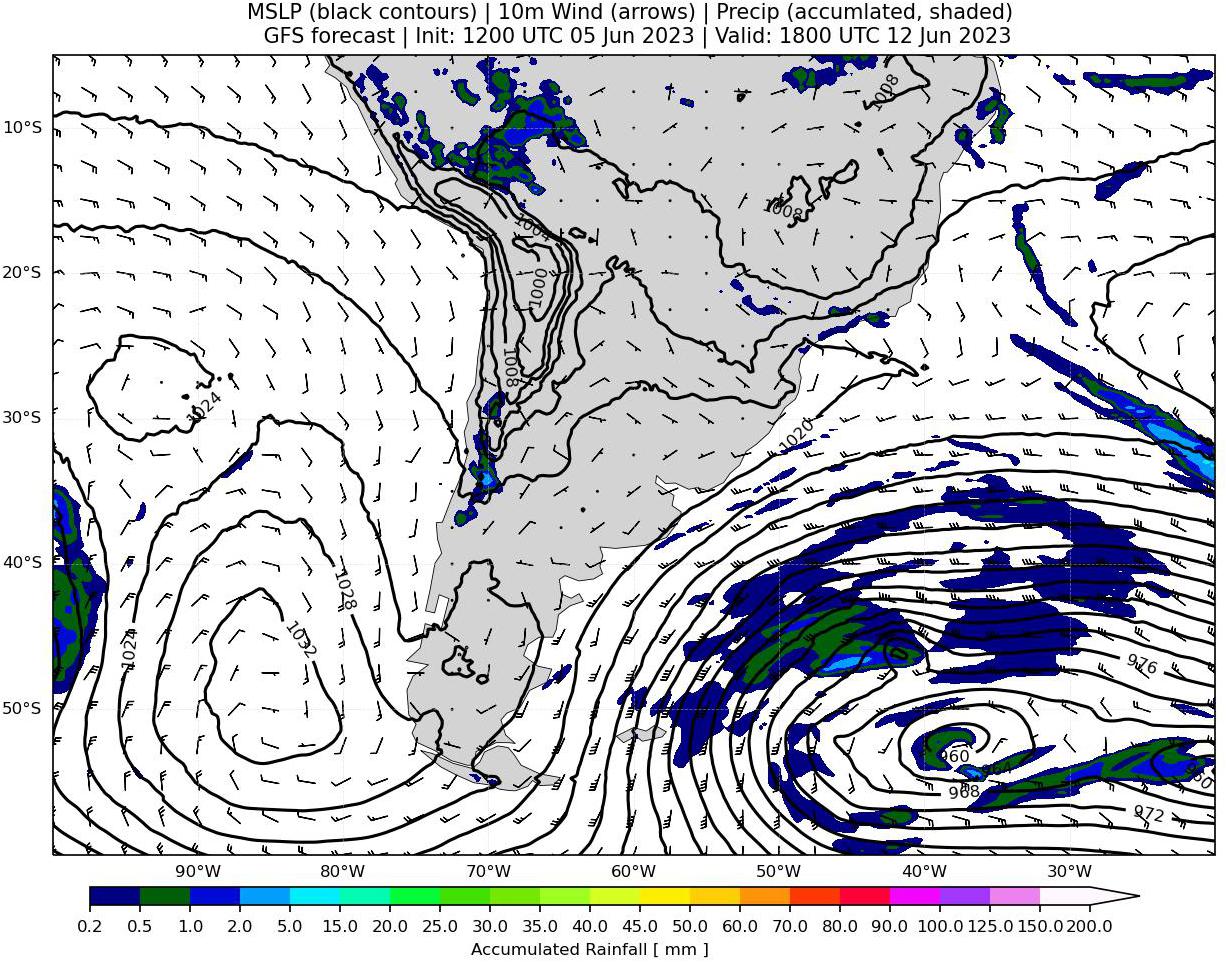 MSLP (black contours) | 10m Wind (arrows) | Precip (accumlated, shaded)
GFS forecast | Init: 1200 UTC 05 Jun 2023 | Valid: 1800 UTC 12 Jun 2023
1008
10°S
1008
1004
20°S
1000
1008
1024
30°S
1020
40°S
1028
1032
1024
976
50°S
960
964
960
968
972
90°W 80°W 70°W 60°W 50°W 40°W 30°W
0.2 0.5 1.0 2.0 5.0 10.0 15.0 20.0 25.0 30.0 35.0 40.0 45.0 50.0 60.0 70.0 80.0 90.0 100.0 125.0 150.0 200.0
Accumulated Rainfall [ mm ]